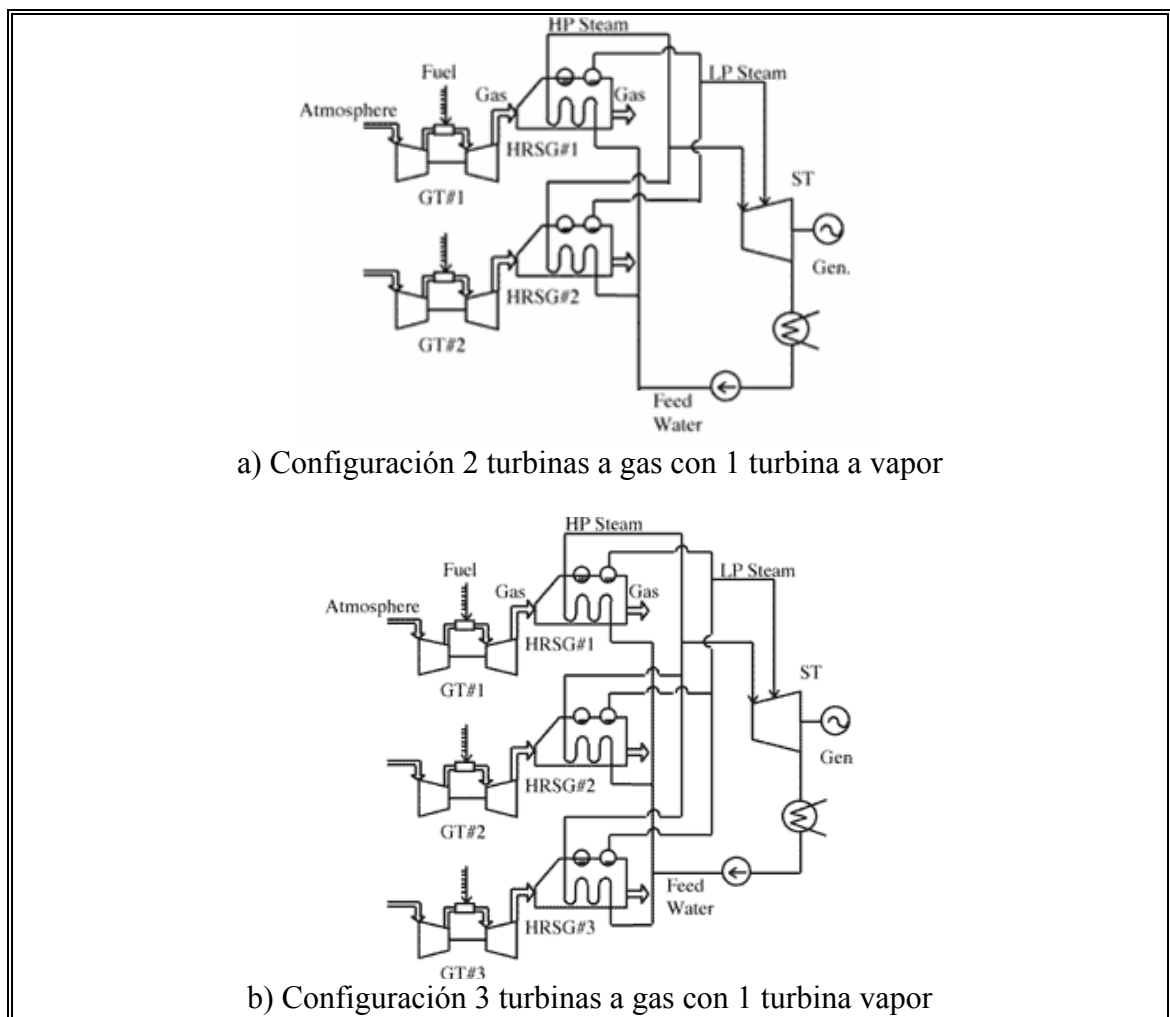 HP Steam
Fuel
LP Steam
Gas
Gas
Atmosphere
HRSG#1
ST
GT#1
Gen.
HRSG#2
GT#2
Feed
Water
a) Configuración 2 turbinas a gas con 1 turbina a vapor
HP Steam
Fuel
LP Steam
Gas
Gas
Atmosphere
HRSG#1
ST
GT#1
Gen
HRSG#2
GT#2
Feed
Water
HRSG#3
GT#3
b) Configuración 3 turbinas a gas con 1 turbina vapor